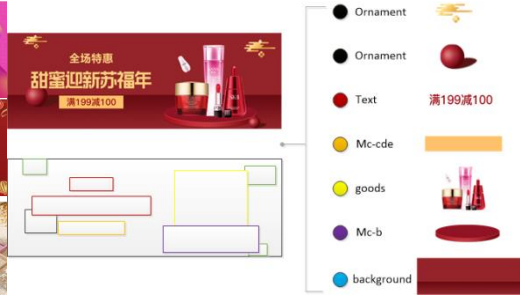 全场特惠
甜蜜迎新苏福年
满199减100
Ornament
Ornament
Text
满199减100
Mc-cde
goods
Mc-b
background